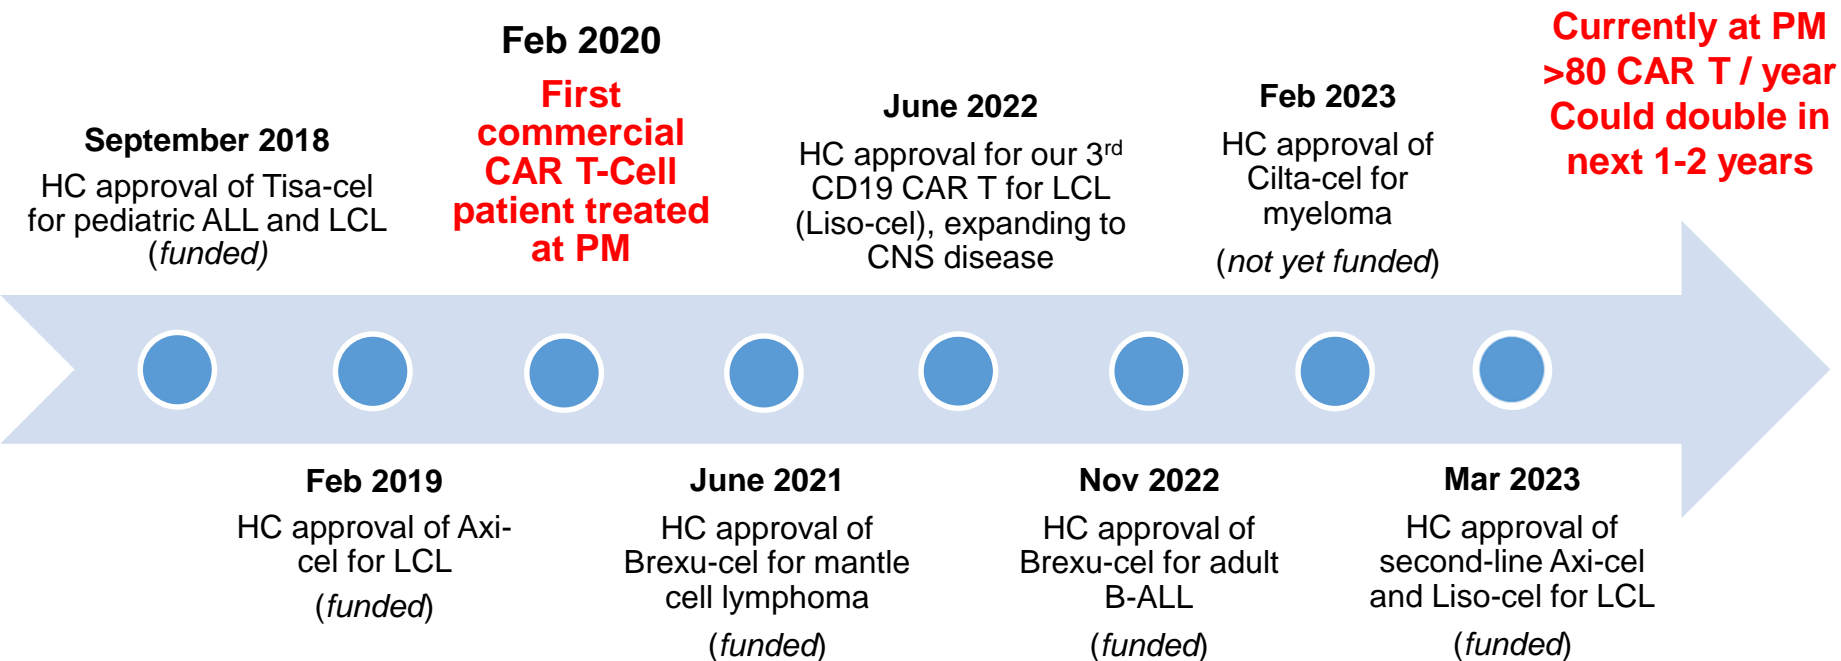 September 2018
HC approval of Tisa-cel
for pediatric ALL and LCL
(funded)
Feb 2019
HC approval of Axi-
cel for LCL
(funded)
Feb 2020
First
commercial
CAR T-Cell
patient treated
at PM
June 2021
HC approval of
Brexu-cel for mantle
cell lymphoma
(funded)
June 2022
HC approval for our 3rd
CD19 CAR T for LCL
(Liso-cel), expanding to
CNS disease
Nov 2022
HC approval of
Brexu-cel for adult
B-ALL
(funded)
Feb 2023
HC approval of
Cilta-cel for
myeloma
(not yet funded)
Mar 2023
HC approval of
second-line Axi-cel
and Liso-cel for LCL
(funded)
Currently at PM
>80 CAR T / year
Could double in
next 1-2 years